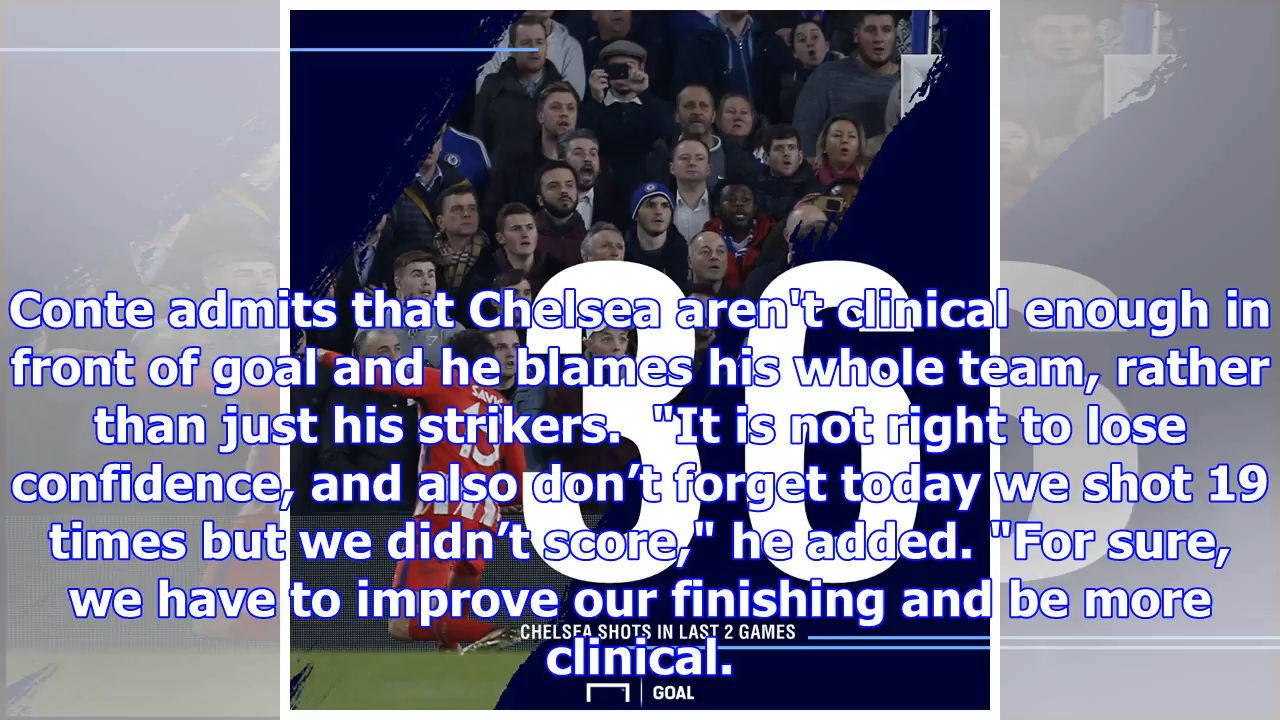 Conte admits that Chelsea aren't clinical enough in
front of goal and he blames his whole team, rather
than just his strikers.  "It is not right to lose
confidence, and also don’t forget today we shot 19
times but we didn’t score," he added. "For sure,
we have to improve our finishing and be more
clinical.
36
SAVIC
15
CHELSEA SHOTS IN LAST 2 GAMES
GOAL